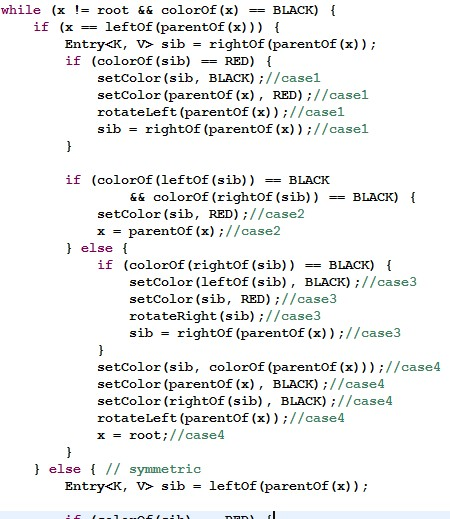 while (x != root && colorOf(x) == BLACK) {
    if (x == leftOf(parentOf(x))) {
        Entry<K, V> sib = rightOf(parentOf(x));
        if (colorOf(sib) == RED) {
            setColor(sib, BLACK);//case1
            setColor(parentOf(x), RED);//case1
            rotateLeft(parentOf(x));//case1
            sib = rightOf(parentOf(x));//case1
        }

        if (colorOf(leftOf(sib)) == BLACK
                && colorOf(rightOf(sib)) == BLACK) {
            setColor(sib, RED);//case2
            x = parentOf(x);//case2
        } else {
            if (colorOf(rightOf(sib)) == BLACK) {
                setColor(leftOf(sib), BLACK);//case3
                setColor(sib, RED);//case3
                rotateRight(sib);//case3
                sib = rightOf(parentOf(x));//case3
            }
            setColor(sib, colorOf(parentOf(x)));//case4
            setColor(parentOf(x), BLACK);//case4
            setColor(rightOf(sib), BLACK);//case4
            rotateLeft(parentOf(x));//case4
            x = root;//case4
        }
    } else { // symmetric
        Entry<K, V> sib = leftOf(parentOf(x));

        if (colorOf(sib) == RED) {